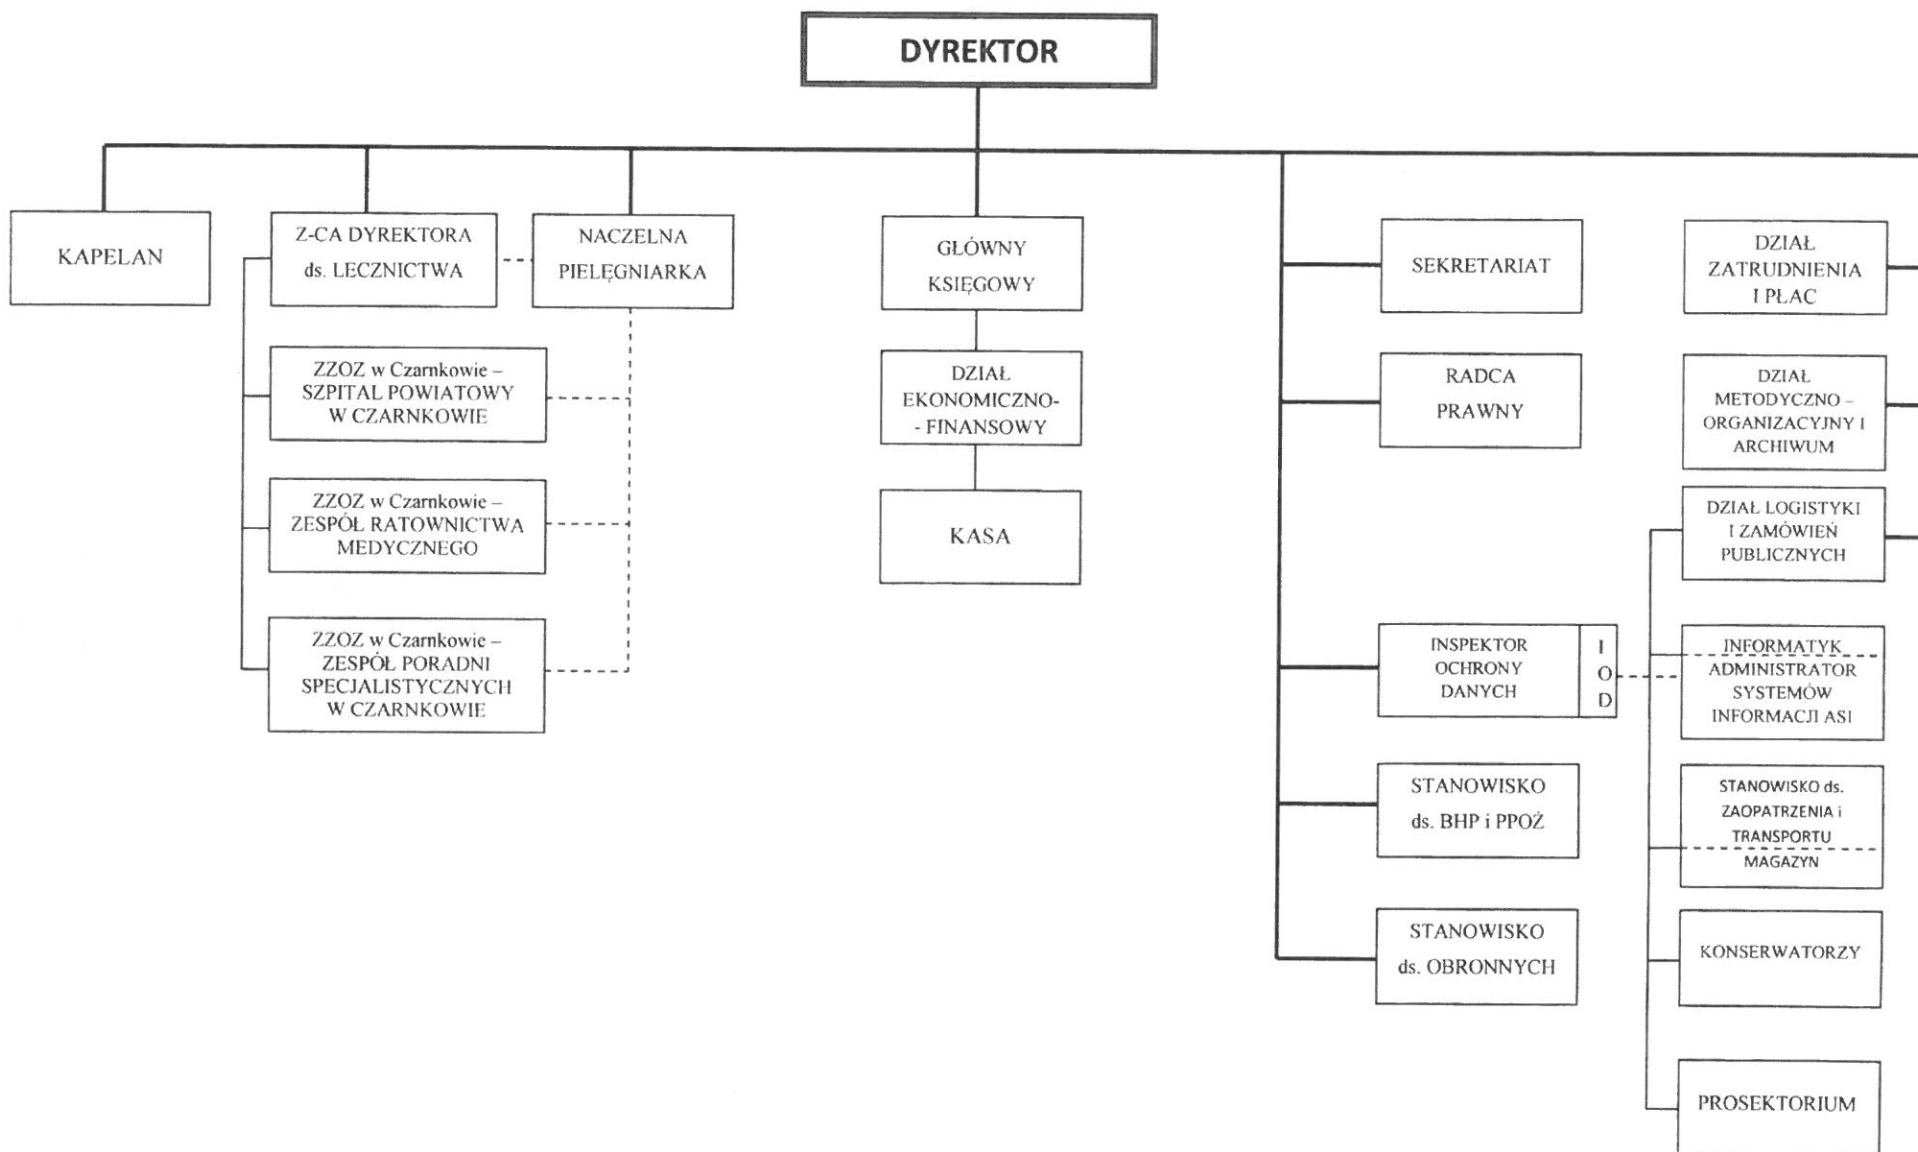 DYREKTOR
KAPELAN
Z-CA DYREKTORA
ds. LECZNICTWA
NACZELNA
PIELĘGNIARKA
GŁÓWNY
KSIĘGOWY
SEKRETARIAT
DZIAŁ
ZATRUDNIENIA
I PŁAC
ZZOZ w Czarnkowie –
SZPITAL POWIATOWY
W CZARNKOWIE
DZIAŁ
EKONOMICZNO-
- FINANSOWY
RADCA
PRAWNY
DZIAŁ
METODYCZNO –
ORGANIZACYJNY I
ARCHIWUM
ZZOZ w Czarnkowie –
ZESPÓŁ RATOWNICTWA
MEDYCZNEGO
KASA
DZIAŁ LOGISTYKI
I ZAMÓWIEŃ
PUBLICZNYCH
ZZOZ w Czarnkowie –
ZESPÓŁ PORADNI
SPECJALISTYCZNYCH
W CZARNKOWIE
INSPEKTOR
OCHRONY
DANYCH
I
O
D
INFORMATYK
ADMINISTRATOR
SYSTEMÓW
INFORMACJI ASI
STANOWISKO
ds. BHP i PPOŻ
STANOWISKO ds.
ZAOPATRZENIA i
TRANSPORTU
MAGAZYN
STANOWISKO
ds. OBRONNYCH
KONSERWATORZY
PROSEKTORIUM